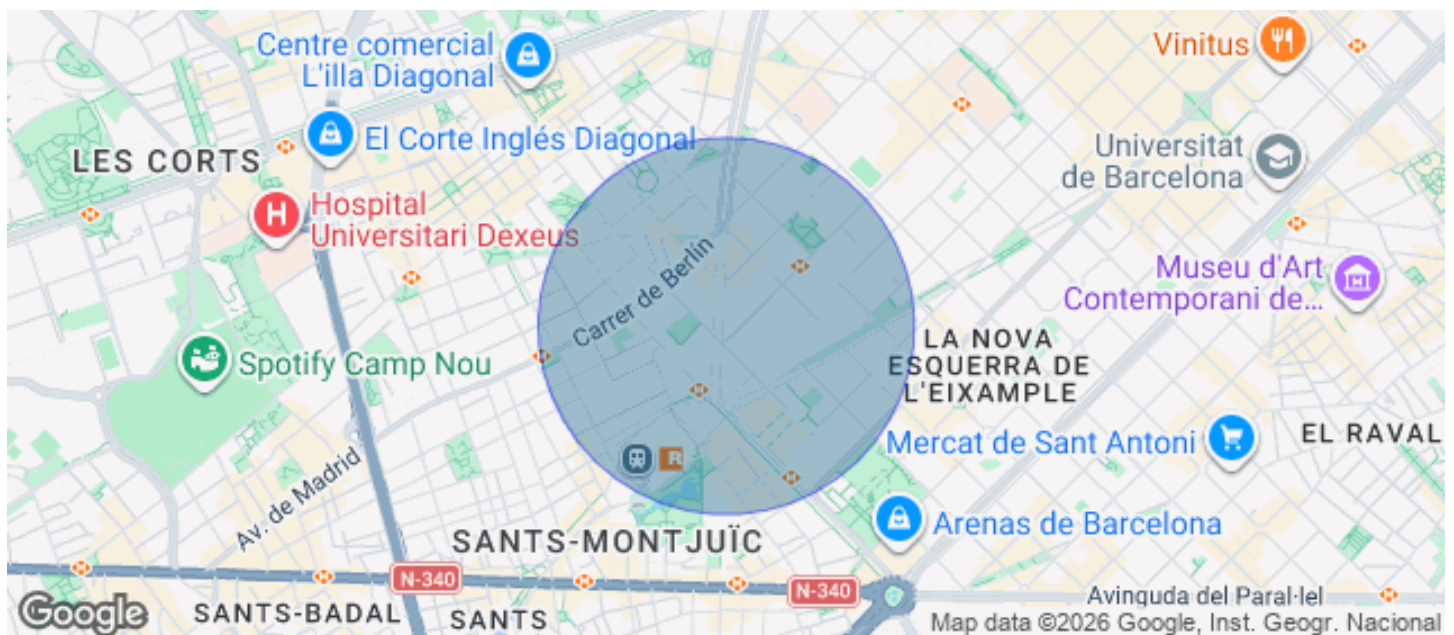 Centre comercial
L'illa Diagonal
Vinitus
El Corte Inglés Diagonal
LES CORTS
Universitat
de Barcelona
H
Hospital
Universitari Dexeus
Carrer de Berlín
Museu d'Art
Contemporani de...
Spotify Camp Nou
LA NOVA
ESQUERRA DE
L'EIXAMPLE
Mercat de Sant Antoni
EL RAVAL
R
Av. de Madrid
Arenas de Barcelona
SANTS-MONTJUÏC
N-340
N-340
Avinguda del Paral·lel
SANTS-BADAL
SANTS
Google
Map data ©2026 Google, Inst. Geogr. Nacional